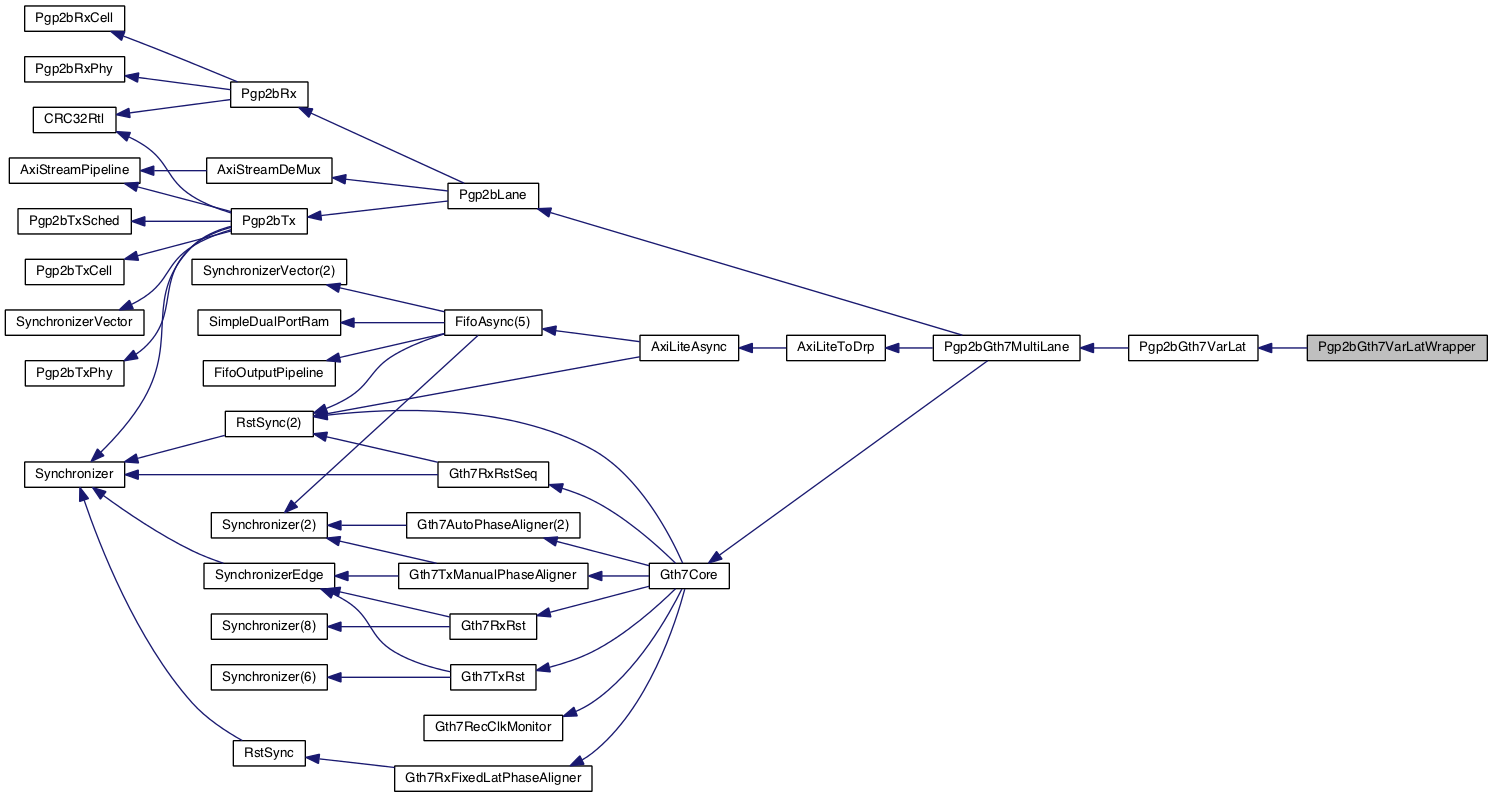 Pgp2bRxCell
Pgp2bRxPhy
Pgp2bRx
CRC32Rtl
AxiStreamPipeline
AxiStreamDeMux
Pgp2bLane
Pgp2bTxSched
Pgp2bTx
Pgp2bTxCell
SynchronizerVector(2)
SynchronizerVector
SimpleDualPortRam
FifoAsync(5)
AxiLiteAsync
AxiLiteToDrp
Pgp2bGth7MultiLane
Pgp2bGth7VarLat
Pgp2bGth7VarLatWrapper
Pgp2bTxPhy
FifoOutputPipeline
RstSync(2)
Synchronizer
Gth7RxRstSeq
Synchronizer(2)
Gth7AutoPhaseAligner(2)
SynchronizerEdge
Gth7TxManualPhaseAligner
Gth7Core
Synchronizer(8)
Gth7RxRst
Synchronizer(6)
Gth7TxRst
Gth7RecClkMonitor
RstSync
Gth7RxFixedLatPhaseAligner